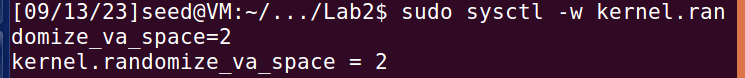 [09/13/23]seed@VM:~/.../Lab2$ sudo sysctl -w kernel.ran
domize_va_space=2
kernel.randomize_va_space = 2